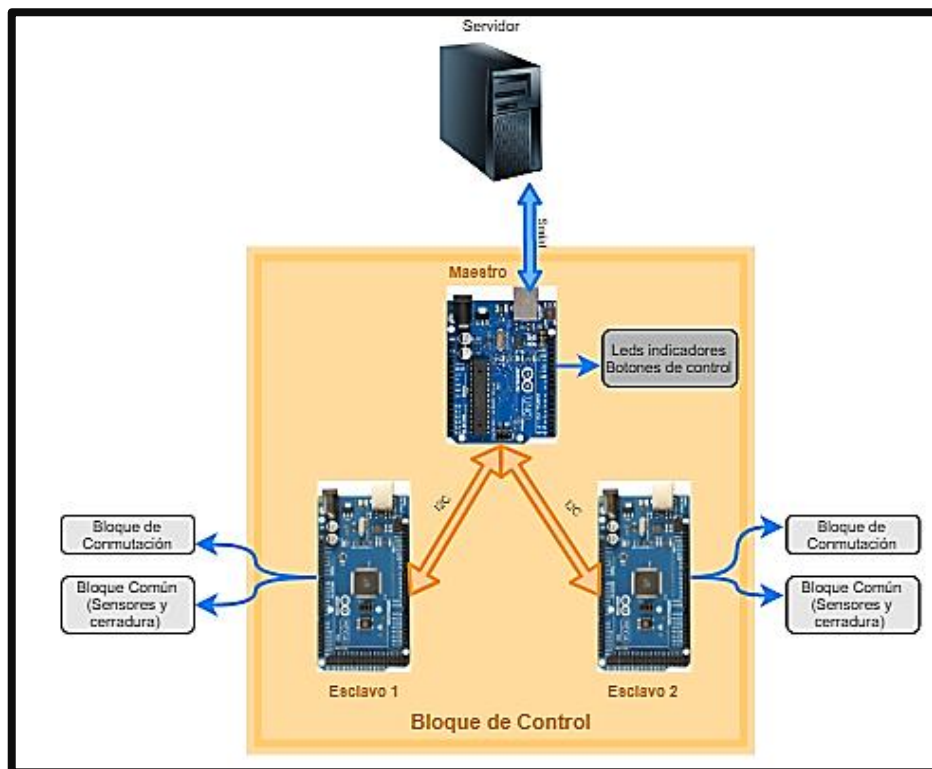 Servidor
Serial
Maestro
Leds indicadores
Botones de control
I2C
I2C
Bloque de
Conmutación
Bloque Común
(Sensores y
cerradura)
Bloque de
Conmutación
Bloque Común
(Sensores y
cerradura)
Esclavo 1
Esclavo 2
Bloque de Control